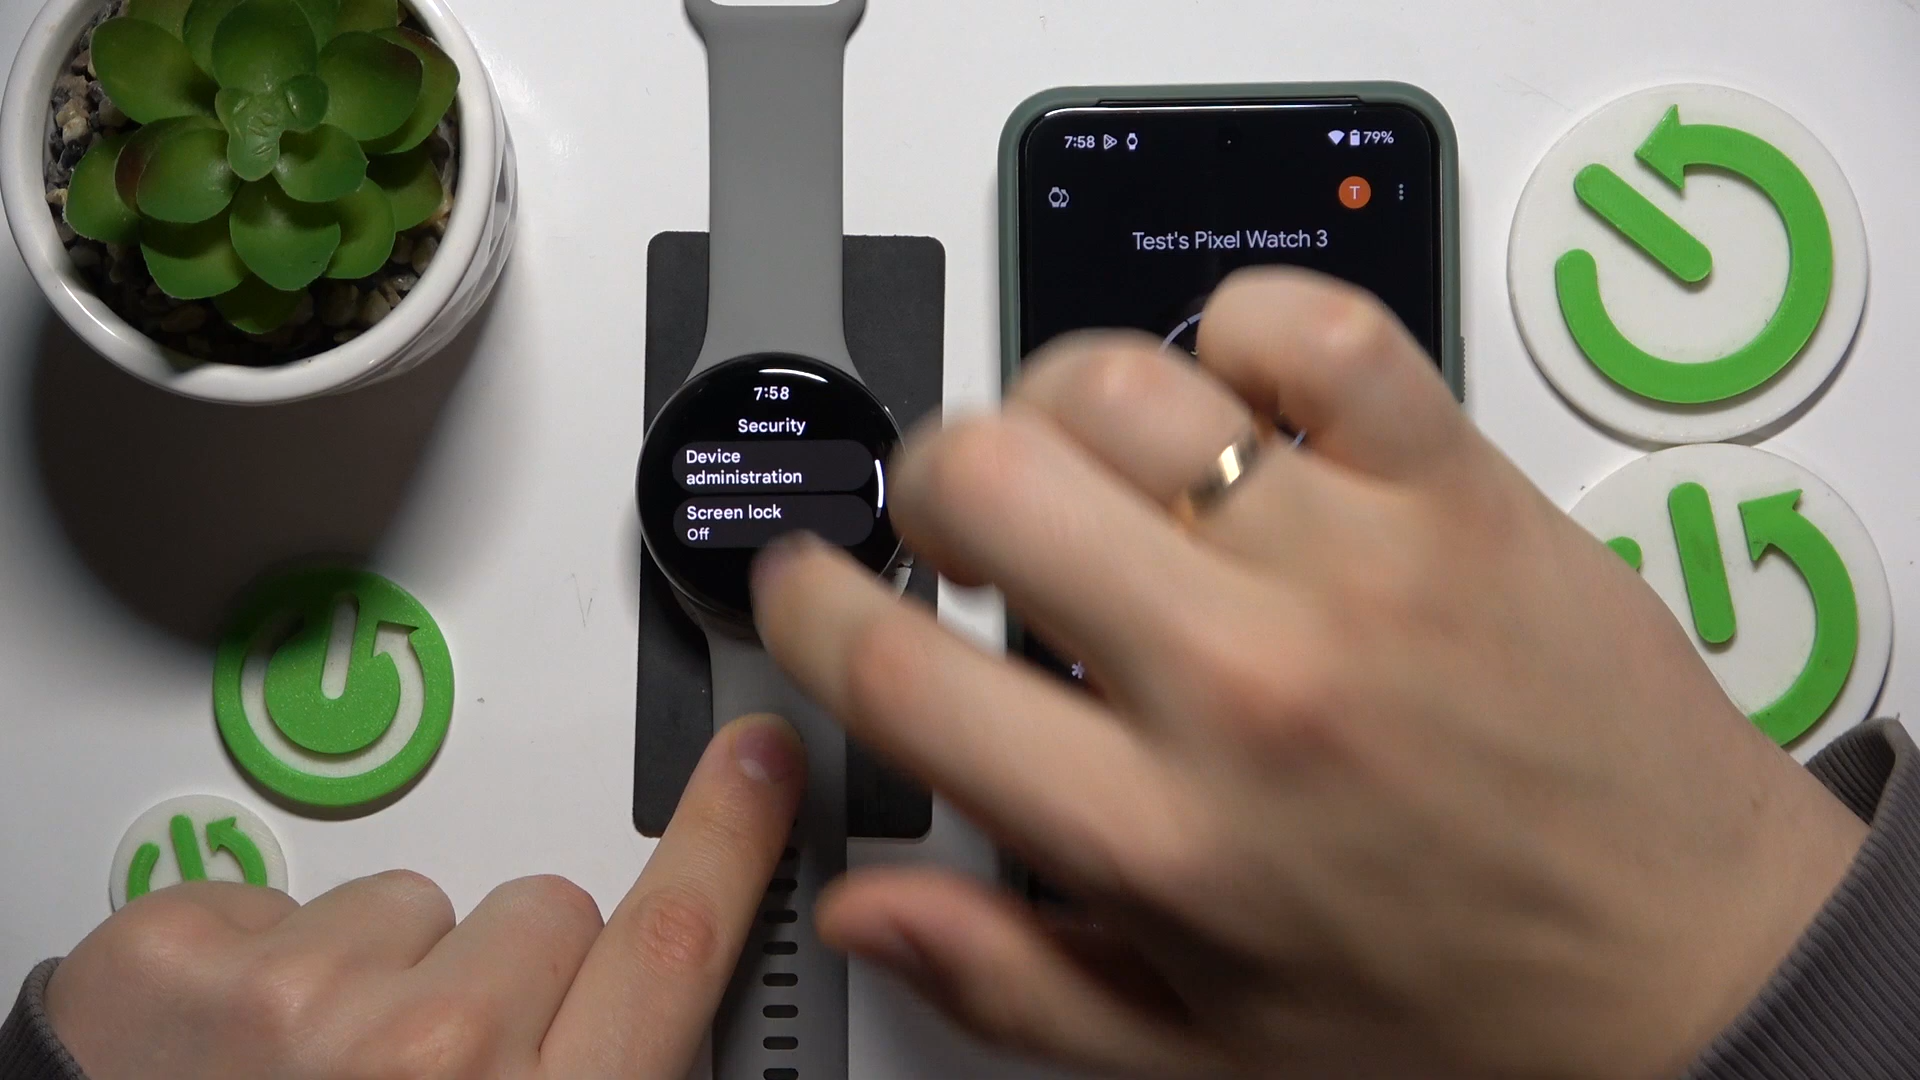 7:58
Security
Device
administration
Screen lock
Off
7:58
79%
T
Test's Pixel Watch 3